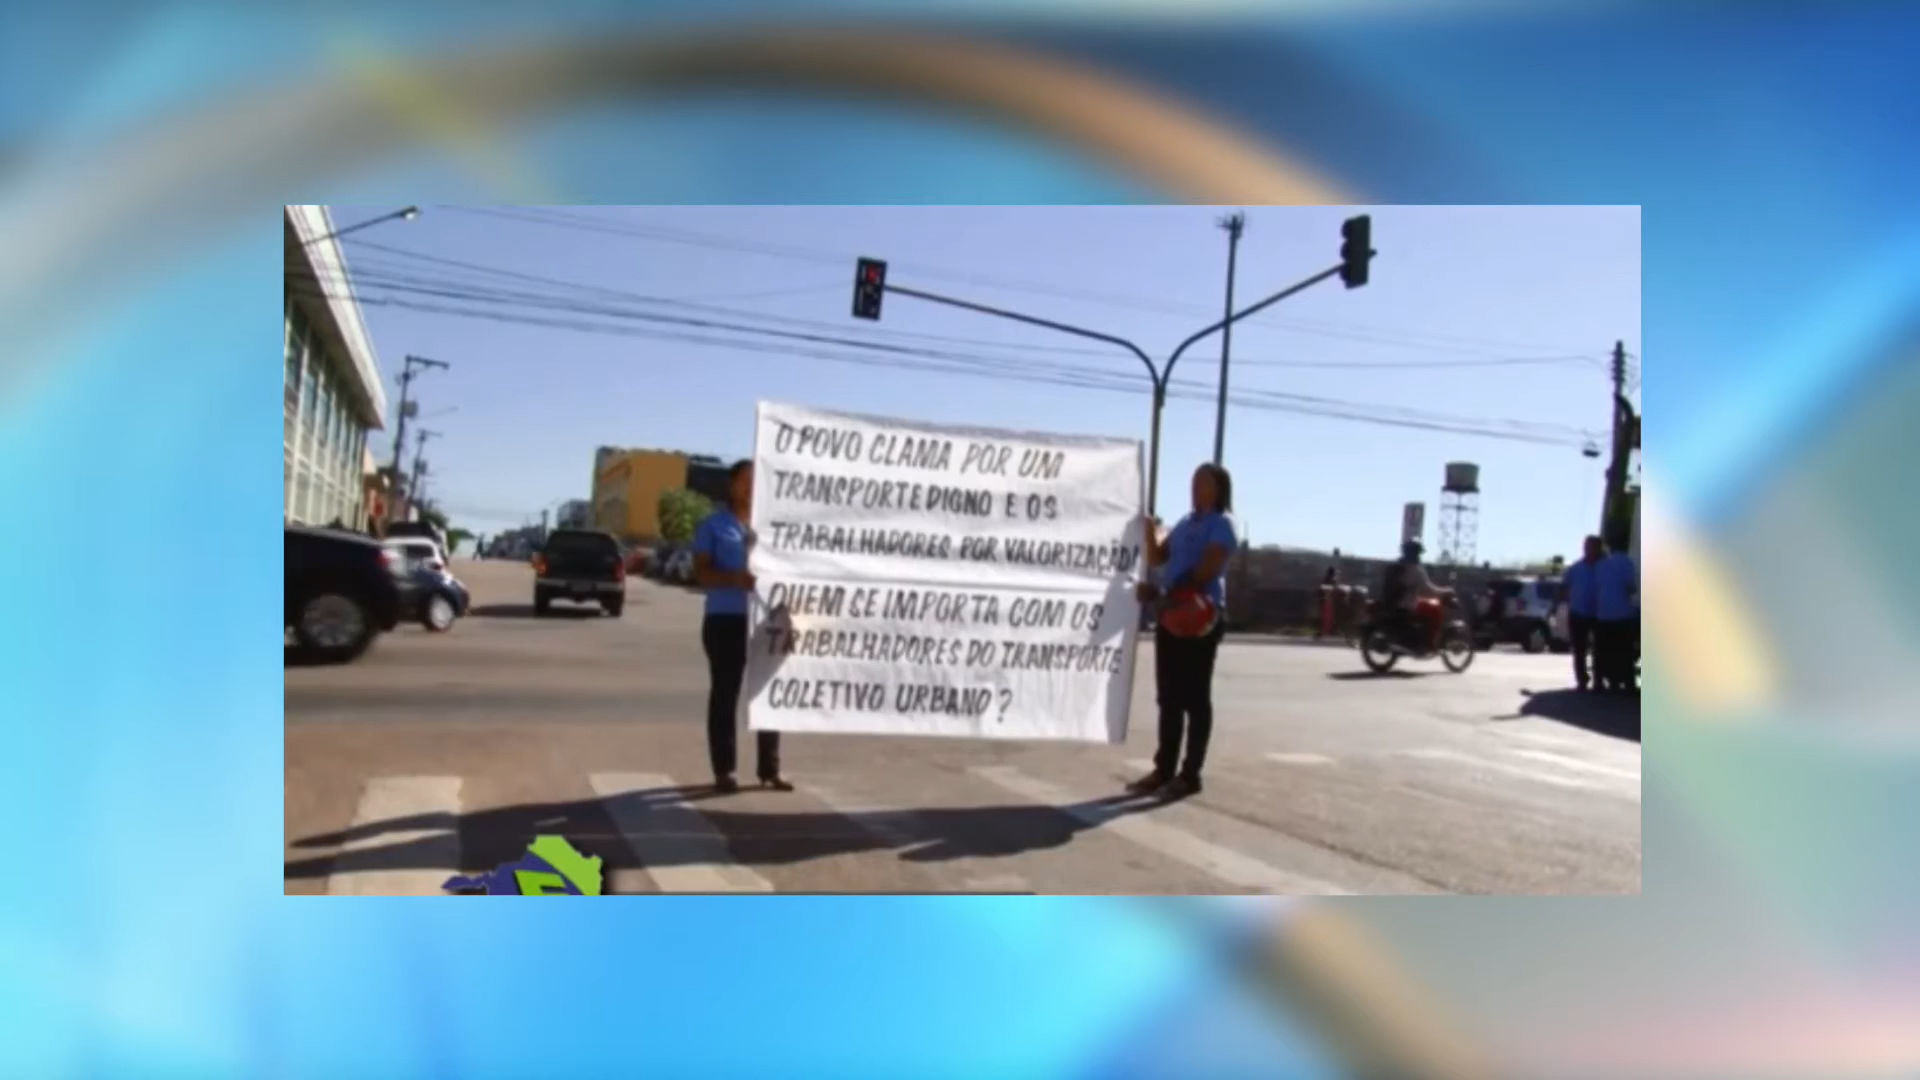 O POVO CLAMA POR UM
TRANSPORTE DIGNO E OS
TRABALHADORES POR VALORIZAÇÃO!
QUEM SE IMPORTA COM OS
TRABALHADORES DO TRANSPORTE
COLETIVO URBANO?